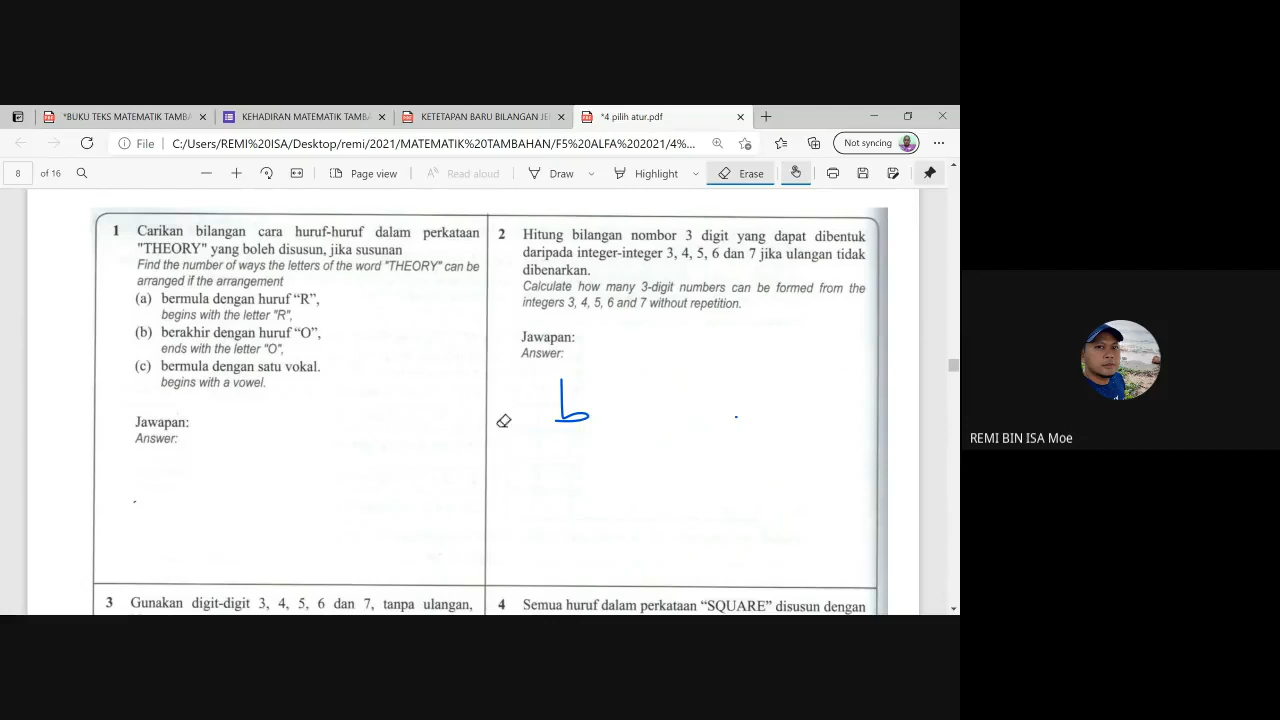 *BUKU TEKS MATEMATIK TAMBA
KEHADIRAN MATEMATIK TAMBA
KETETAPAN BARU BILANGAN JE
*4 pilih atur.pdf
File
C:/Users/REMI%20ISA/Desktop/remi/2021/MATEMATIK%20TAMBAHAN/F5%20ALFA%202021/4%...
Not syncing
8 of 16
Page view
Read aloud
Draw
Highlight
Erase
1 Carikan bilangan cara huruf-huruf dalam perkataan
"THEORY" yang boleh disusun, jika susunan
Find the number of ways the letters of the word "THEORY" can be
arranged if the arrangement
(a) bermula dengan huruf “R”,
begins with the letter "R",
(b) berakhir dengan huruf “O”,
ends with the letter "O",
(c) bermula dengan satu vokal.
begins with a vowel.
Jawapan:
Answer:
2 Hitung bilangan nombor 3 digit yang dapat dibentuk
daripada integer-integer 3, 4, 5, 6 dan 7 jika ulangan tidak
dibenarkan.
Calculate how many 3-digit numbers can be formed from the
integers 3, 4, 5, 6 and 7 without repetition.
Jawapan:
Answer:
3 Gunakan digit-digit 3, 4, 5, 6 dan 7, tanpa ulangan,
4 Semua huruf dalam perkataan “SQUARE” disusun dengan
REMI BIN ISA Moe